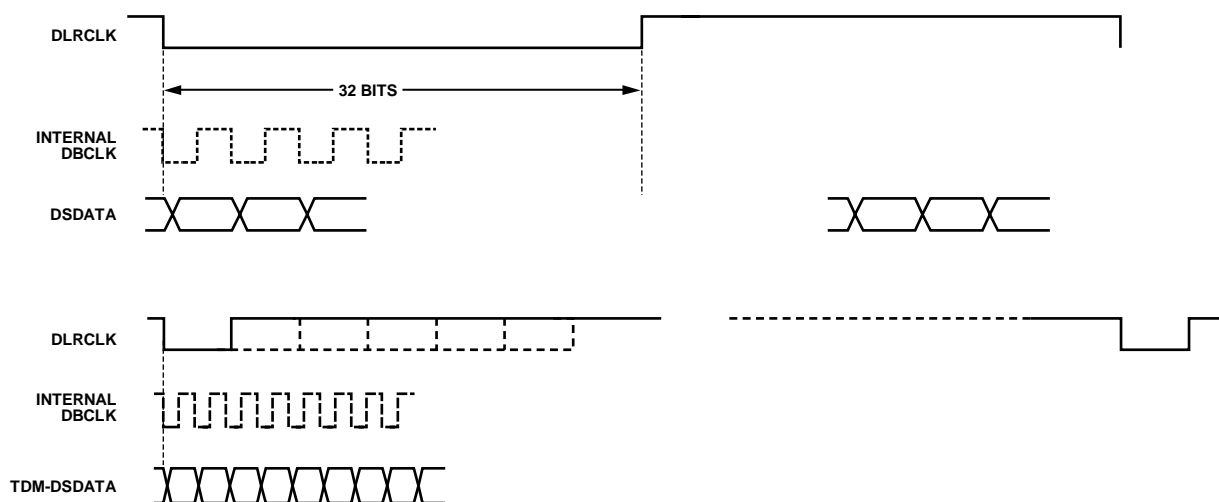 DLRCLK
32 BITS
INTERNAL
DBCLK
DSDATA
DLRCLK
INTERNAL
DBCLK
TDM-DSDATA